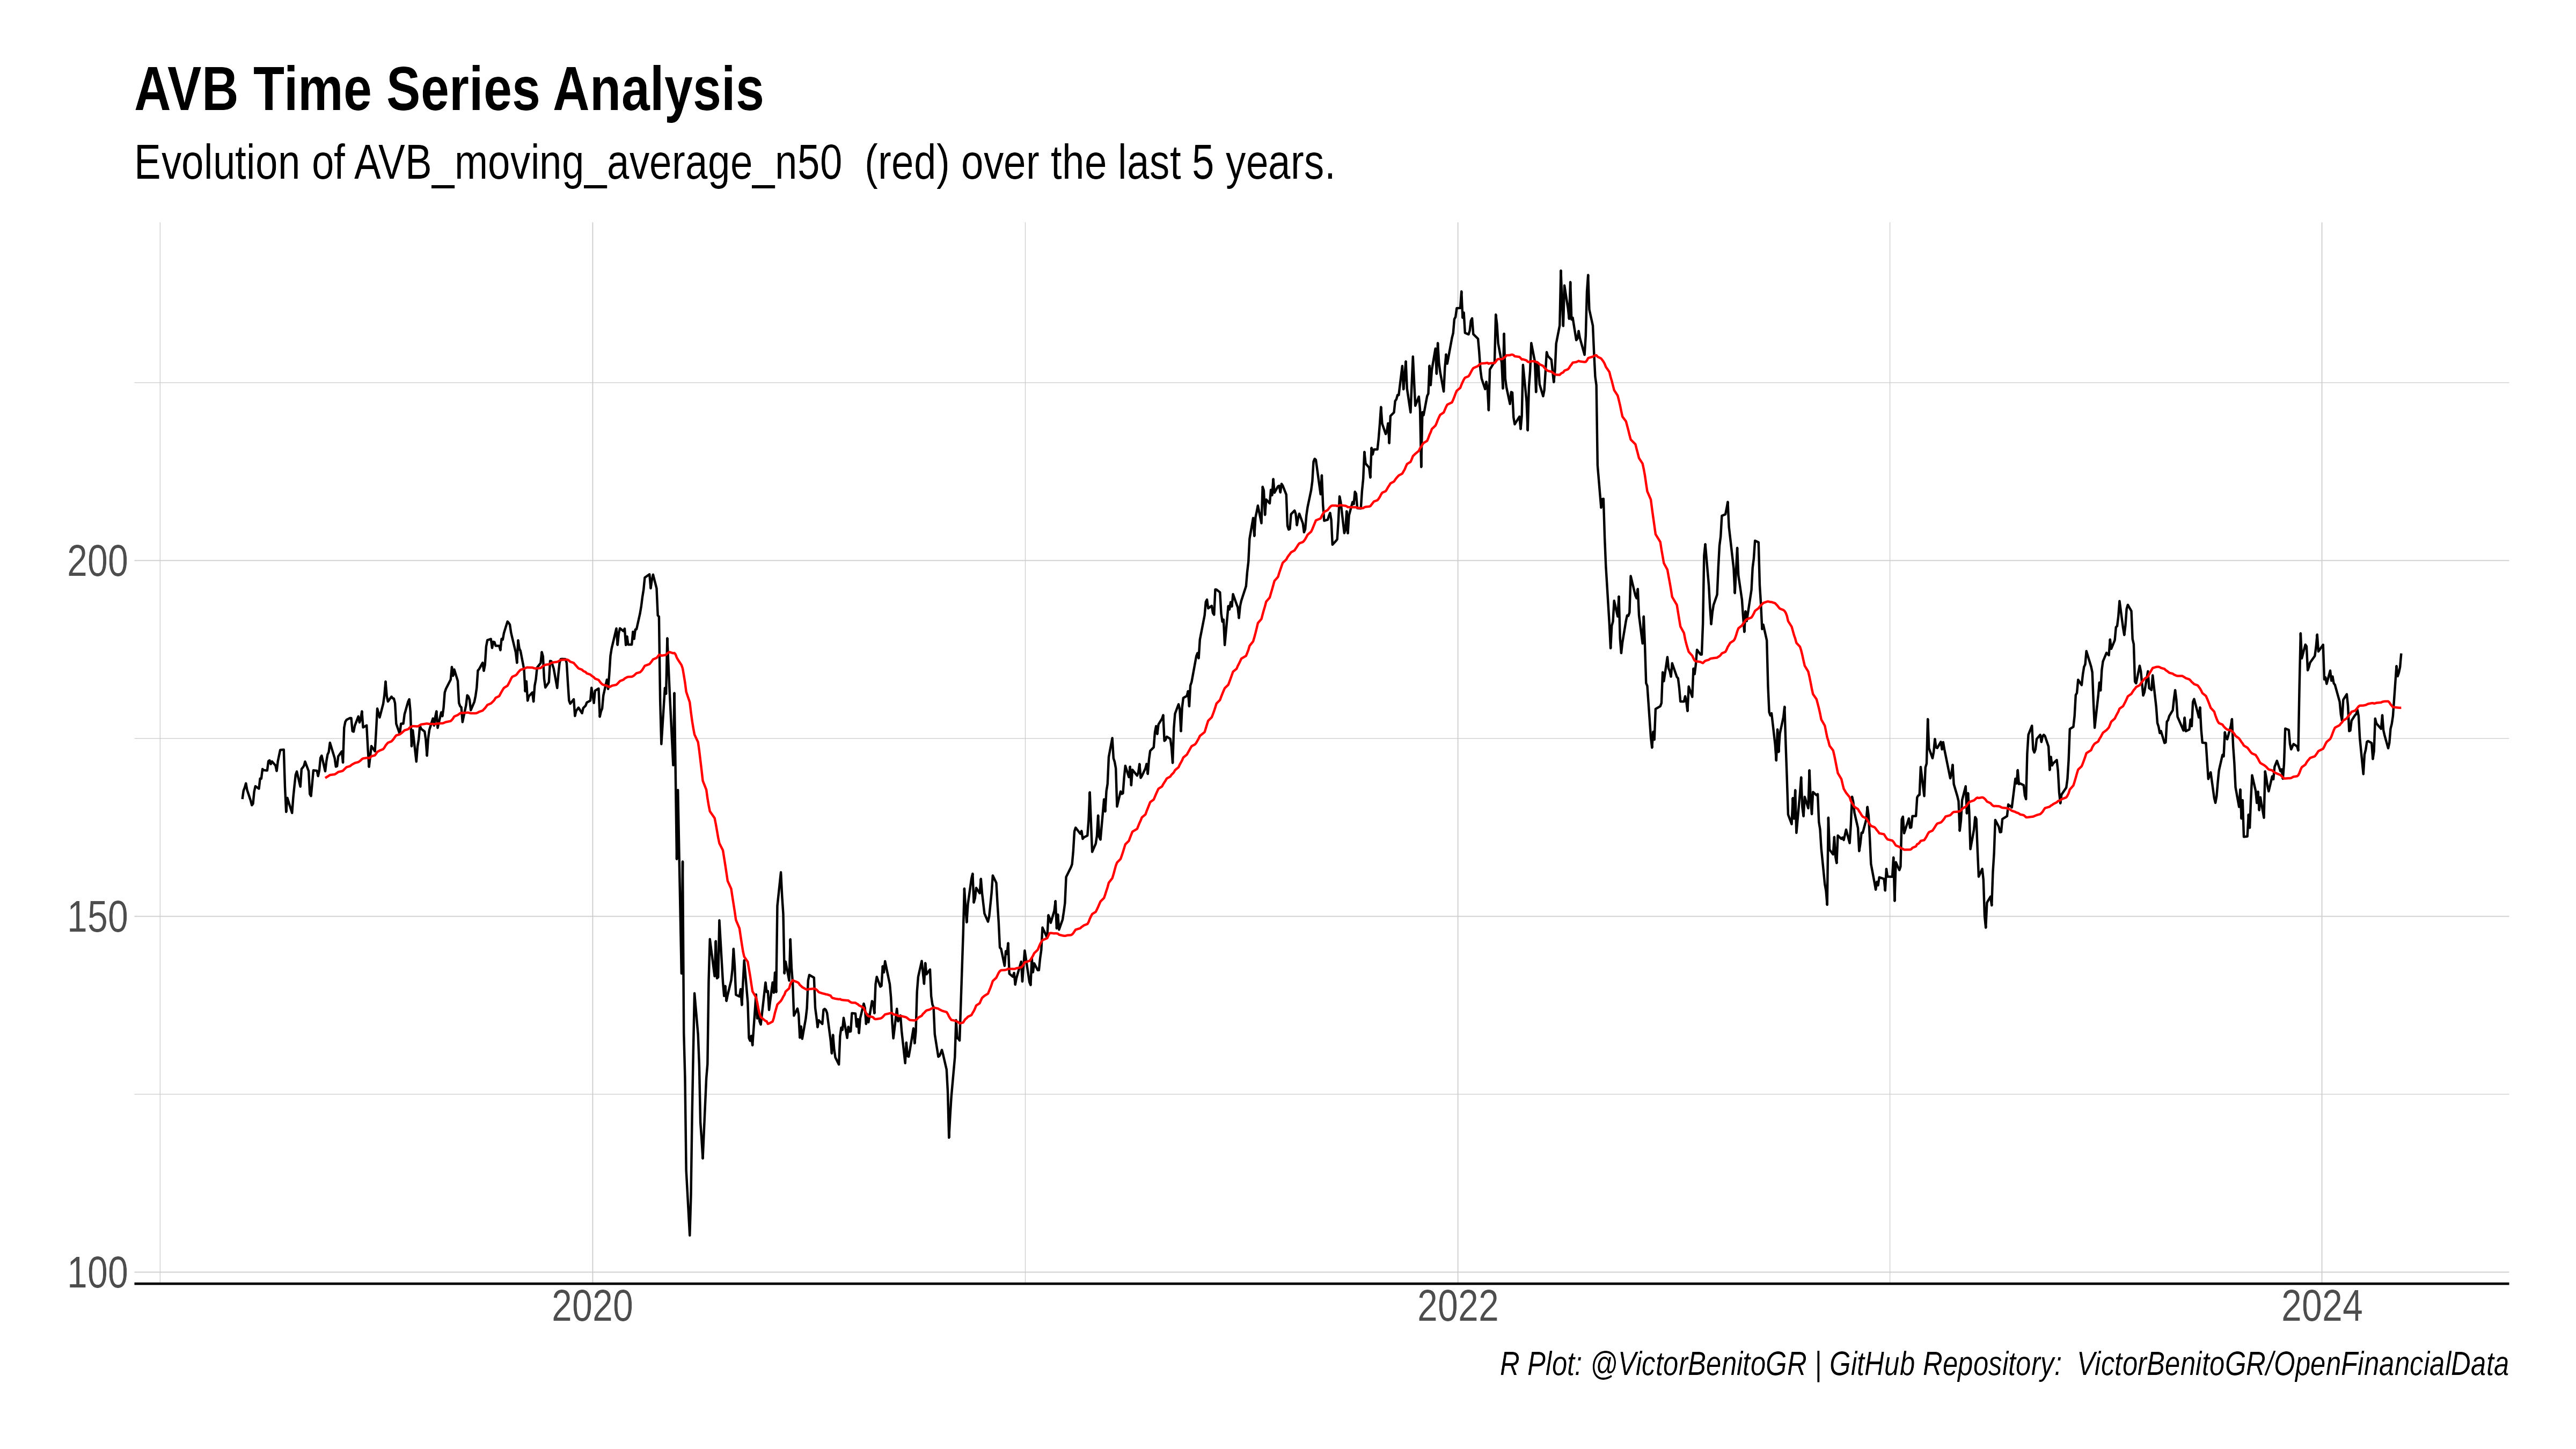 AVB Time Series Analysis
Evolution of AVB_moving_average_n50  (red) over the last 5 years.
200
150
100
2020 2022 2024
R Plot: @VictorBenitoGR | GitHub Repository:  VictorBenitoGR/OpenFinancialData